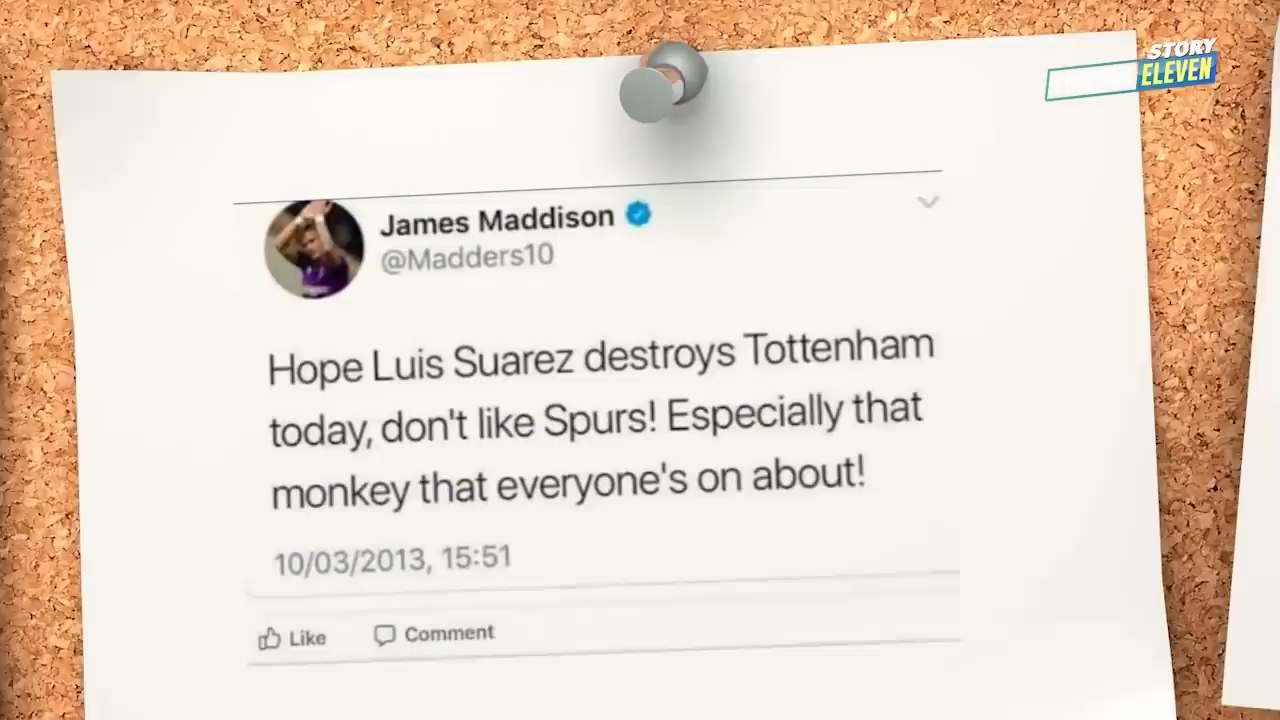 STORY
ELEVEN
James Maddison
@Madders10
Hope Luis Suarez destroys Tottenham
today, don't like Spurs! Especially that
monkey that everyone's on about!
10/03/2013, 15:51
Like
Comment